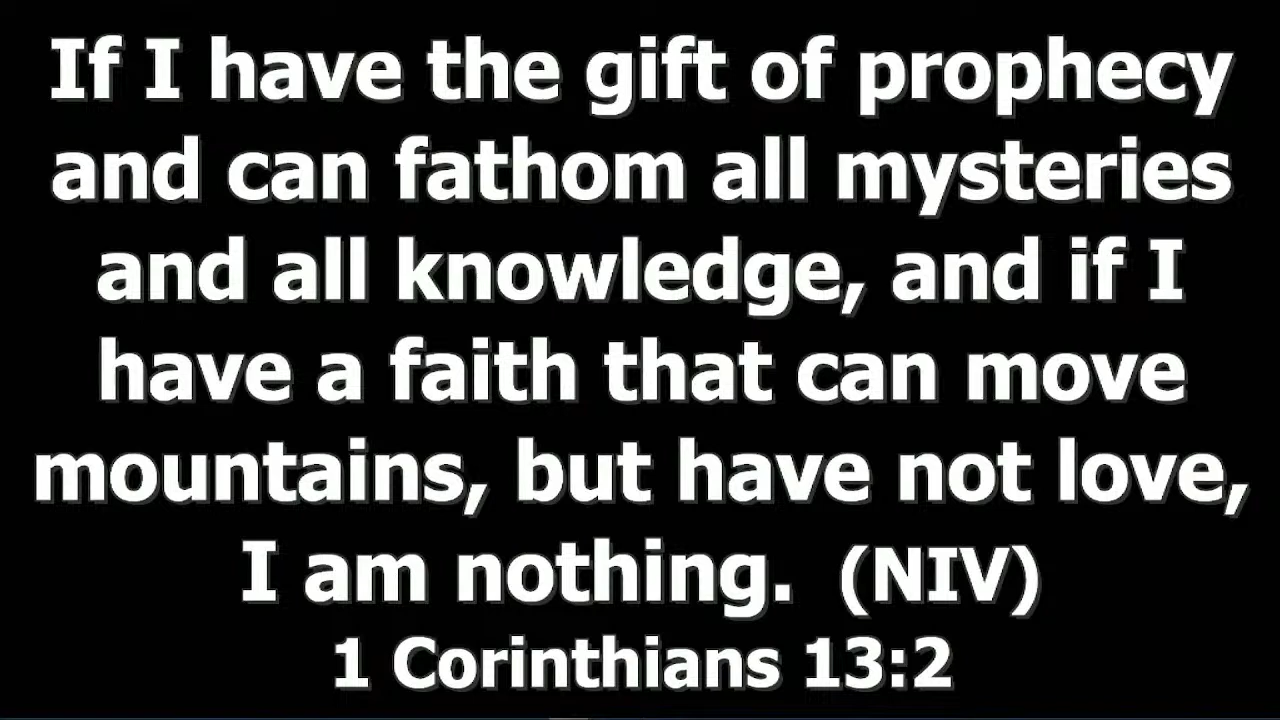 If I have the gift of prophecy
and can fathom all mysteries
and all knowledge, and if I
have a faith that can move
mountains, but have not love,
I am nothing.  (NIV)
1 Corinthians 13:2